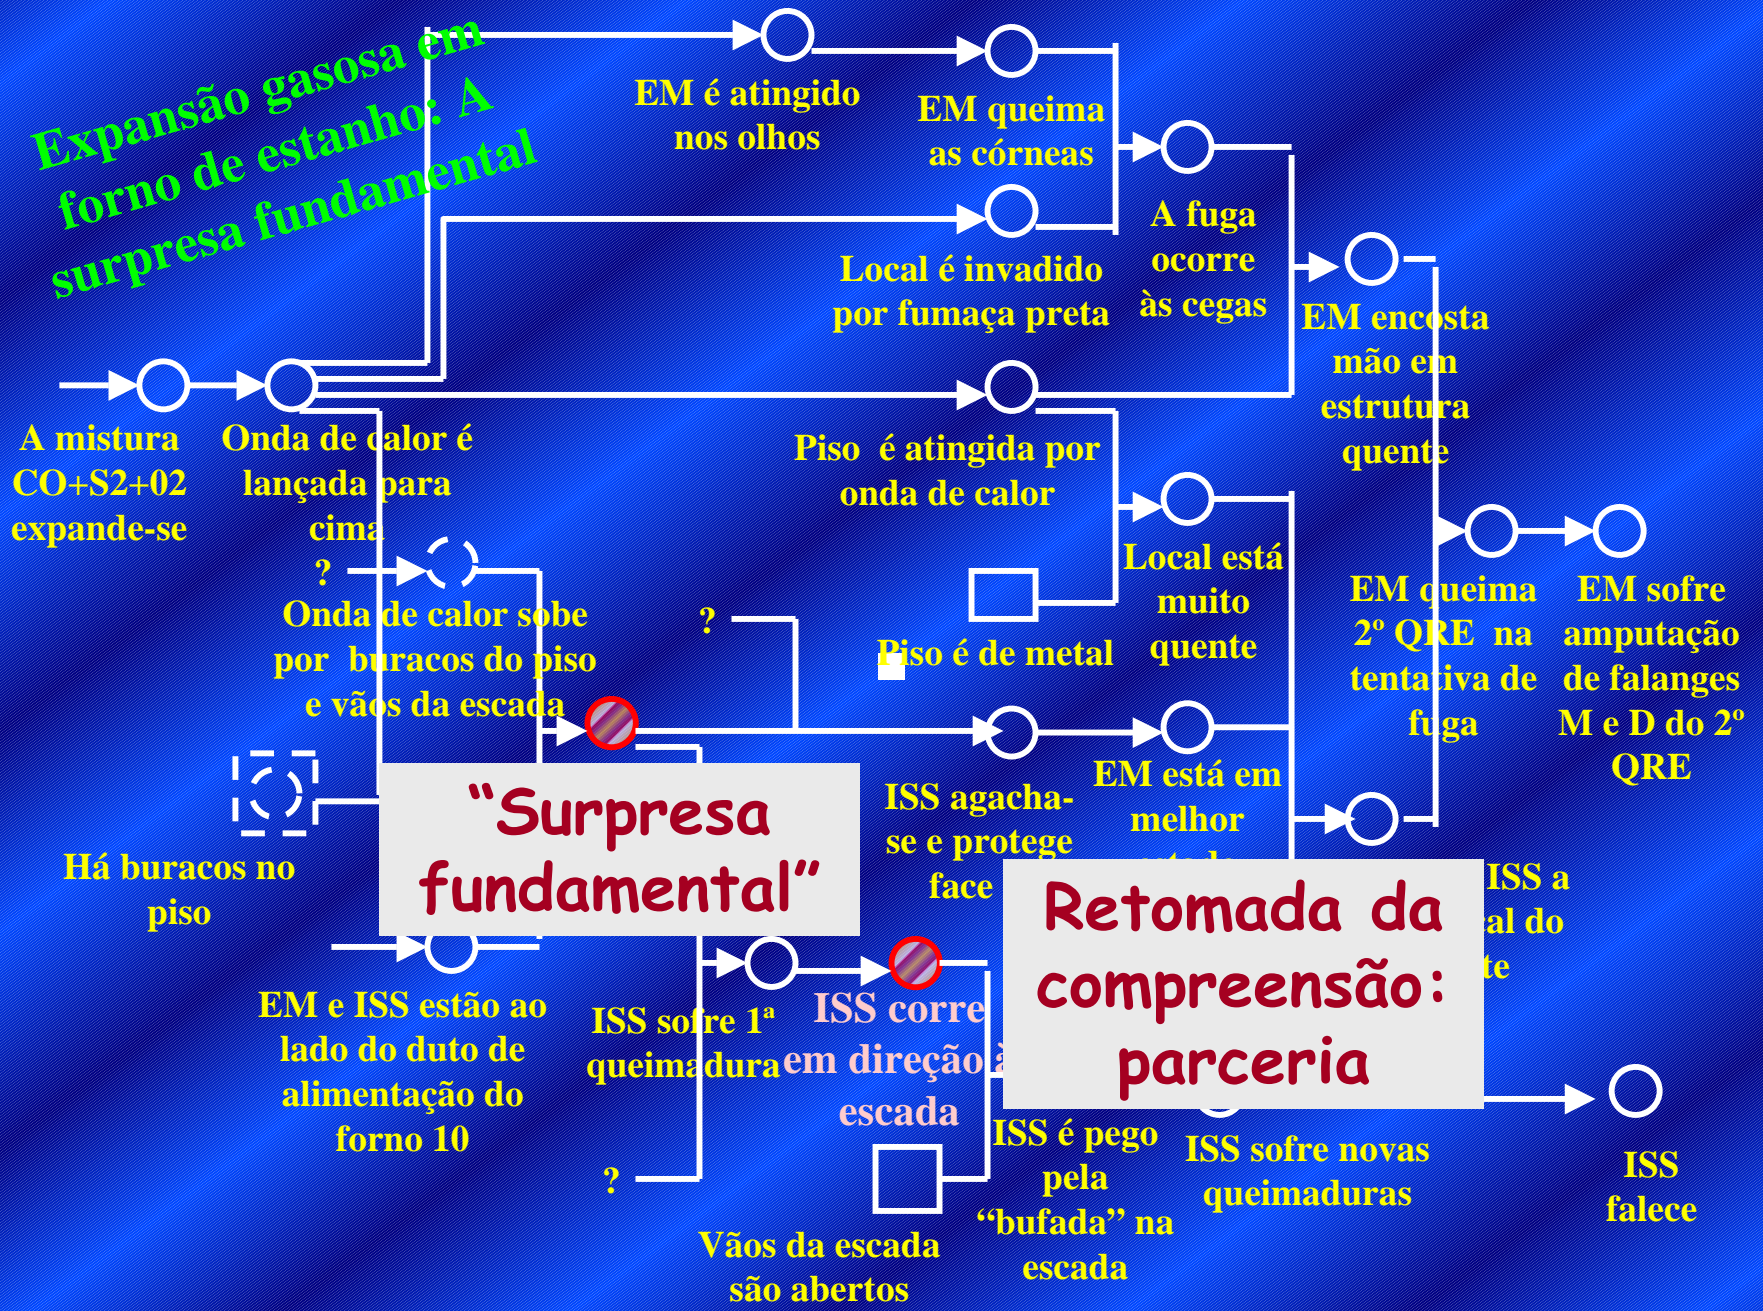 Expansão gasosa em
forno de estanho: A
surpresa fundamental
EM é atingido
nos olhos
EM queima
as córneas
A fuga
ocorre
às cegas
Local é invadido
por fumaça preta
EM encosta
mão em
estrutura
quente
A mistura
CO+S2+02
expande-se
Onda de calor é
lançada para
cima
Piso é atingida por
onda de calor
?
Onda de calor sobe
por buracos do piso
e vãos da escada
?
Piso é de metal
Local está
muito
quente
EM queima
2º QRE na
tentativa de
fuga
EM sofre
amputação
de falanges
M e D do 2º
QRE
Há buracos no
piso
“Surpresa
fundamental”
ISS agacha-
se e protege
face
EM está em
melhor
ISS a
do
Retomada da
compreensão:
parceria
EM e ISS estão ao
lado do duto de
alimentação do
forno 10
ISS sofre 1ª
queimadura
ISS corre
em direção à
escada
?
Vãos da escada
são abertos
ISS é pego
pela
“bufada” na
escada
ISS sofre novas
queimaduras
ISS
falece